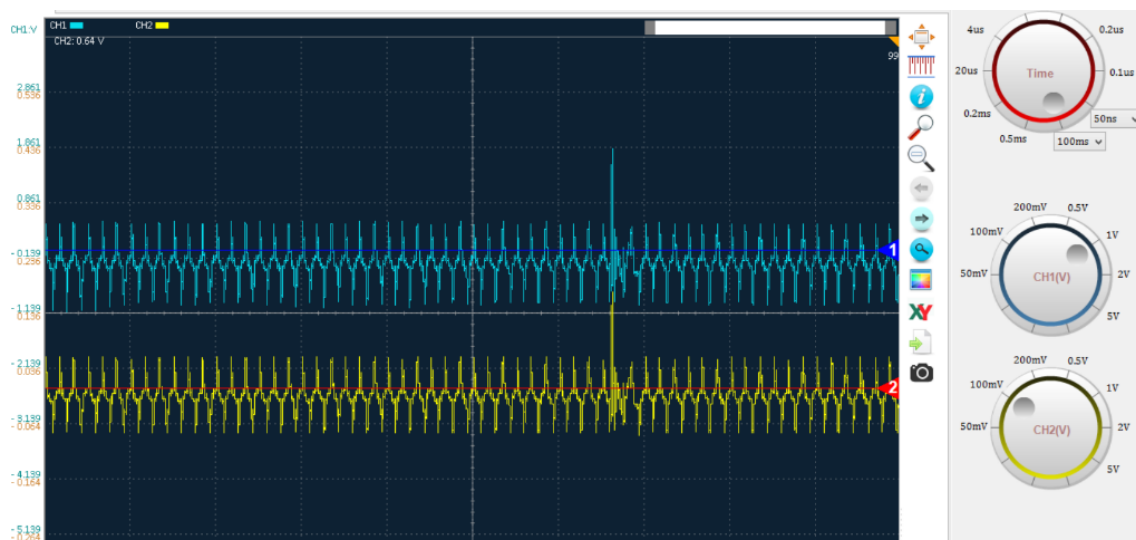 CH1:V
CH1
CH2
CH2: 0.64 V
99
2.861
0.536
1.861
0.436
0.861
0.336
-0.139
0.236
-1.139
0.136
-2.139
0.036
-3.139
-0.064
-4.139
-0.164
-5.139
-0.264
1
2
i
XY
4us
0.2us
20us
Time
0.1us
0.2ms
50ns
0.5ms
100ms
200mV
0.5V
100mV
1V
50mV
CH1(V)
2V
5V
200mV
0.5V
100mV
1V
50mV
CH2(V)
2V
5V